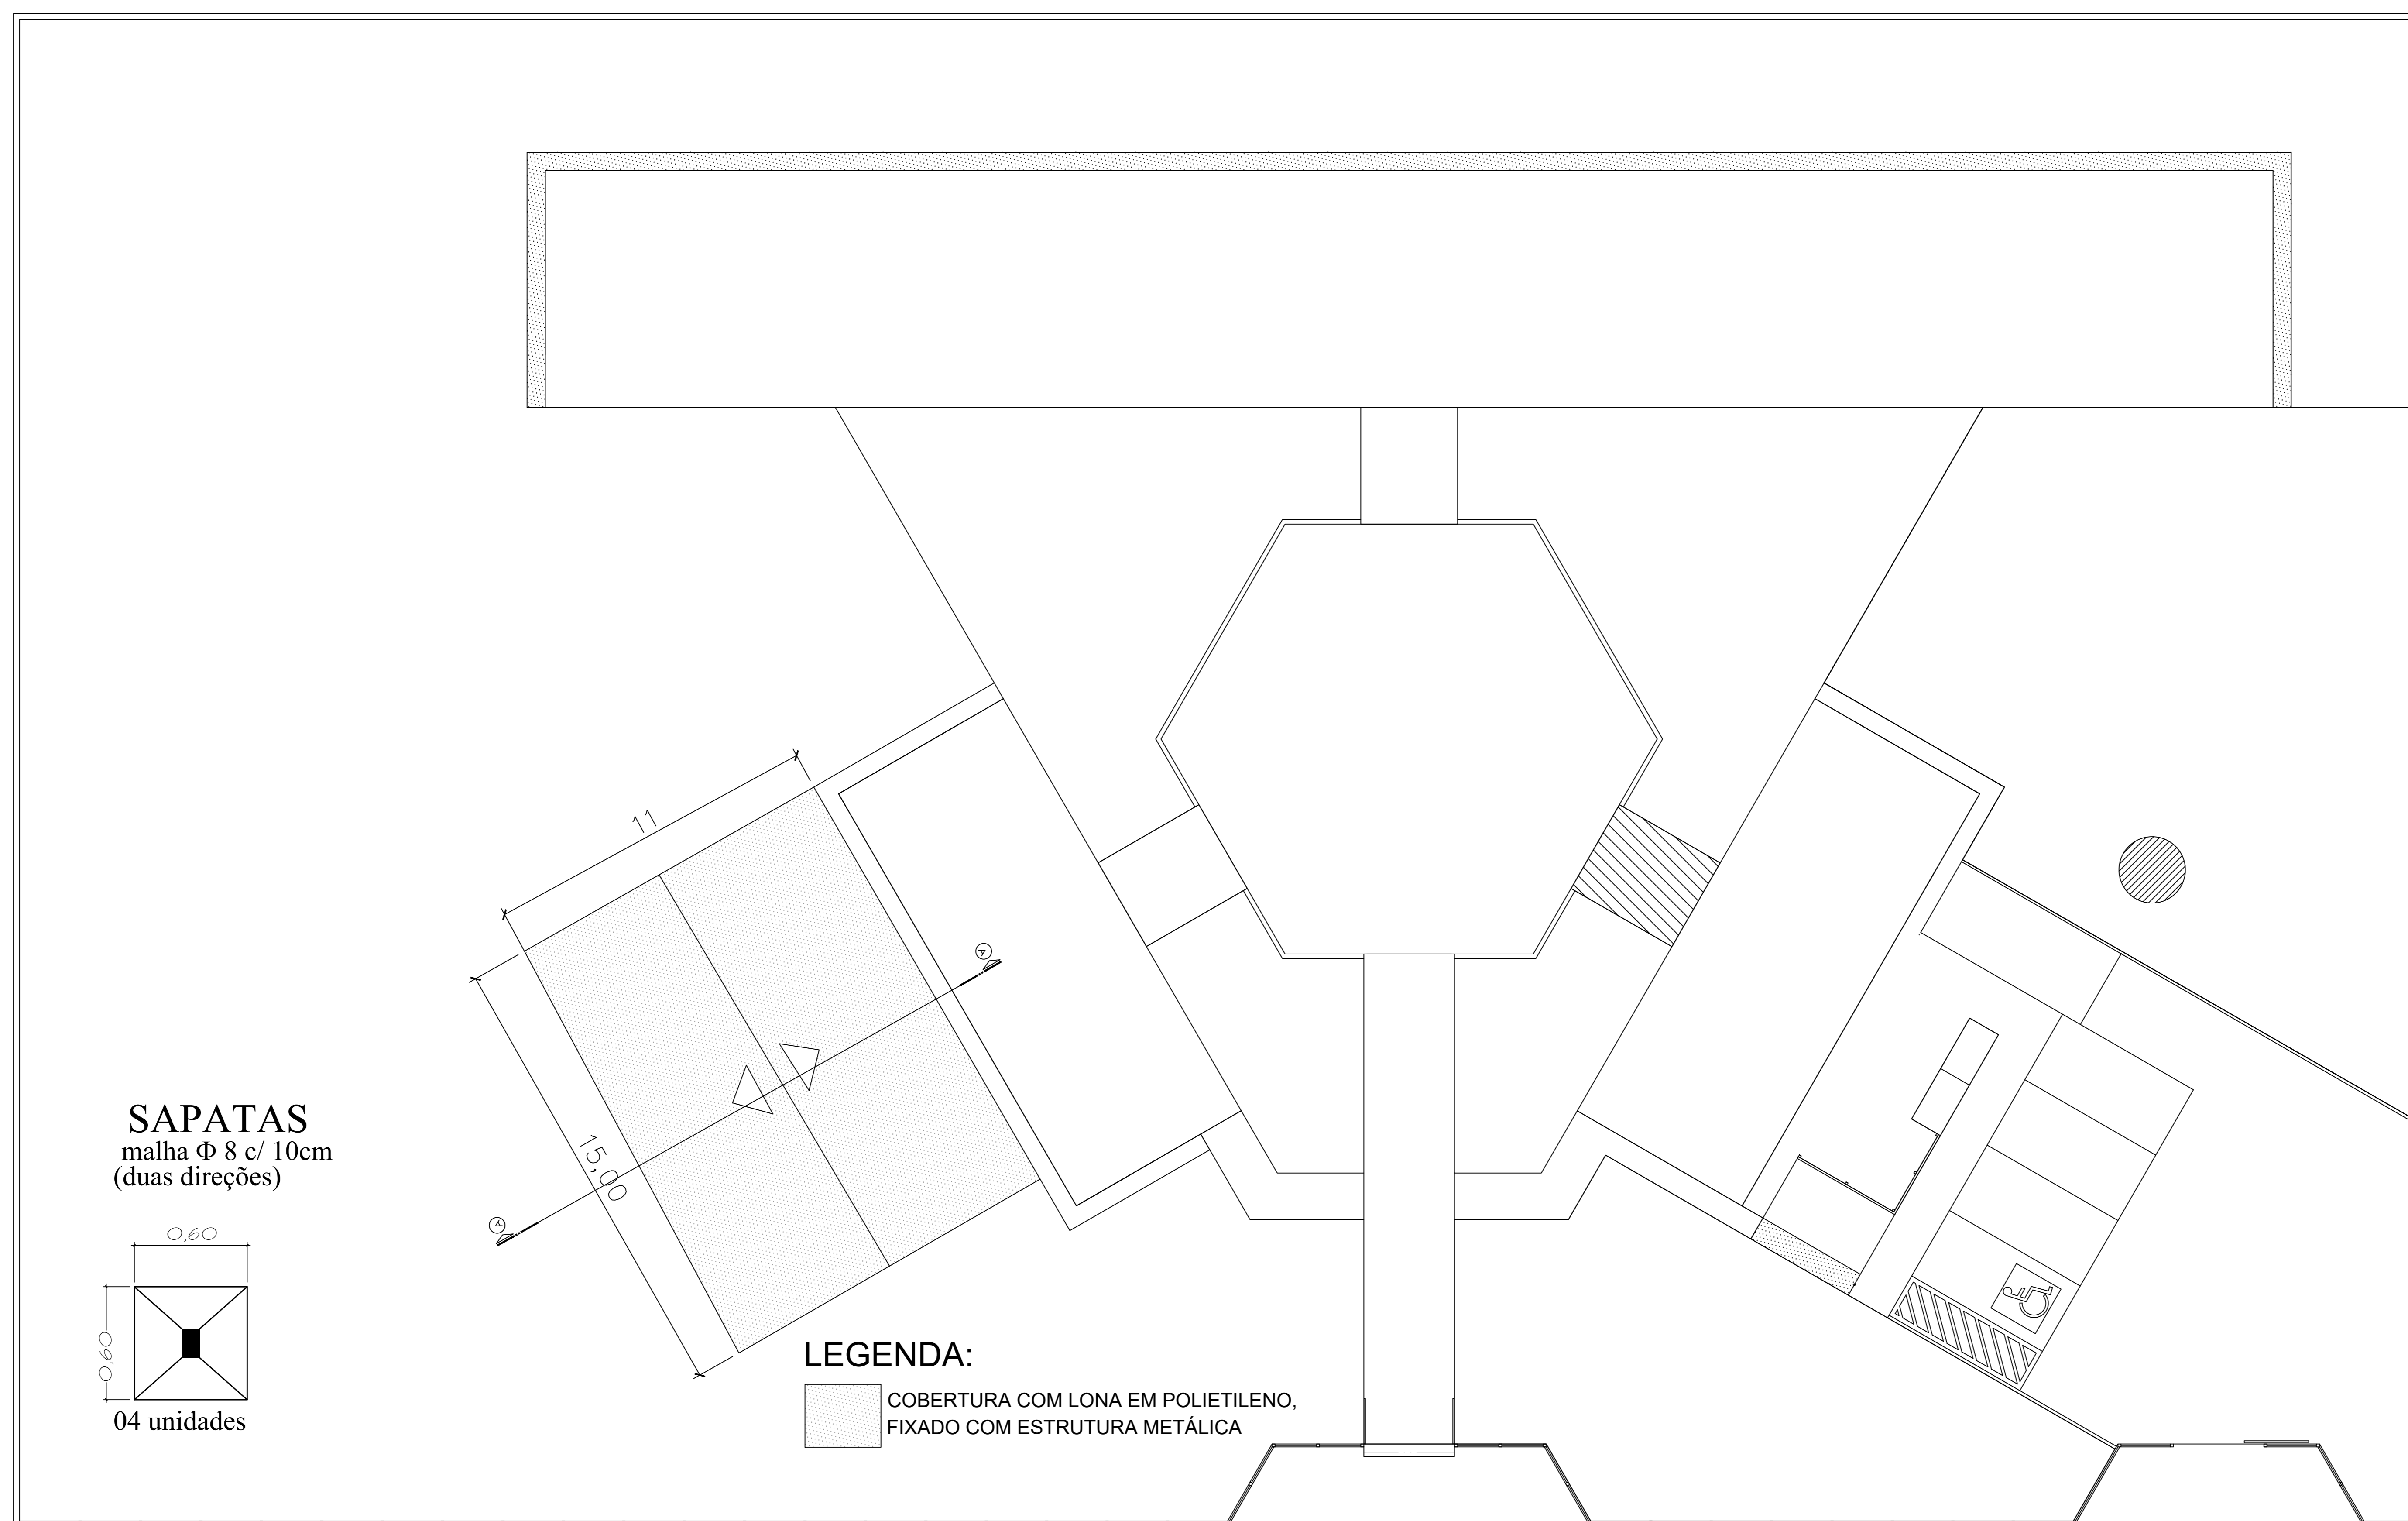 11
A
15,00
A
SAPATAS
malha Φ 8 c/ 10cm
(duas direções)
0,60
0,60
04 unidades
LEGENDA:
COBERTURA COM LONA EM POLIETILENO,
FIXADO COM ESTRUTURA METÁLICA